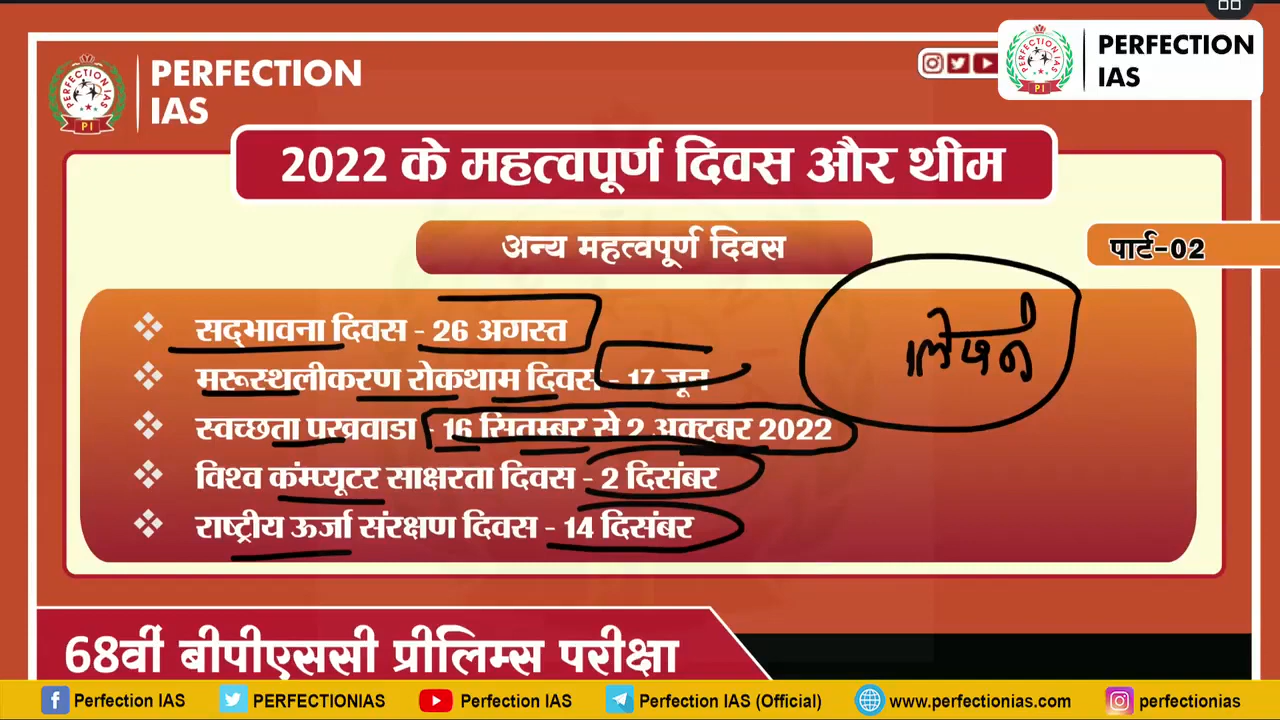 PERFECTION
IAS
PERFECTION
IAS
2022 के महत्वपूर्ण दिवस और थीम
अन्य महत्वपूर्ण दिवस
पार्ट-02
सद्भावना दिवस - 26 अगस्त
मरूस्थलीकरण रोकथाम दिवस - 17 जून
स्वच्छता पखवाडा - 16 सितम्बर से 2 अक्टूबर 2022
विश्व कंम्प्यूटर साक्षरता दिवस - 2 दिसंबर
राष्ट्रीय ऊर्जा संरक्षण दिवस - 14 दिसंबर
68वीं बीपीएससी प्रीलिम्स परीक्षा
Perfection IAS PERFECTIONIAS Perfection IAS Perfection IAS (Official) www.perfectionias.com perfectionias